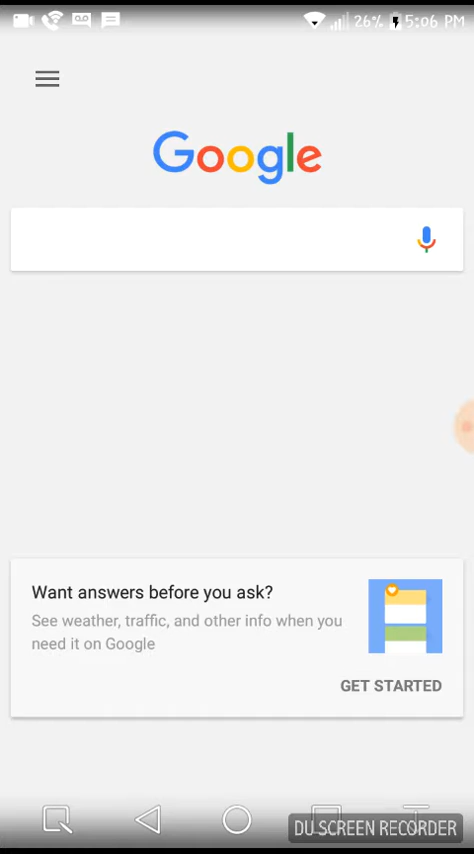 26% 5:06 PM
Google
Want answers before you ask?
See weather, traffic, and other info when you
need it on Google
GET STARTED
DU SCREEN RECORDER